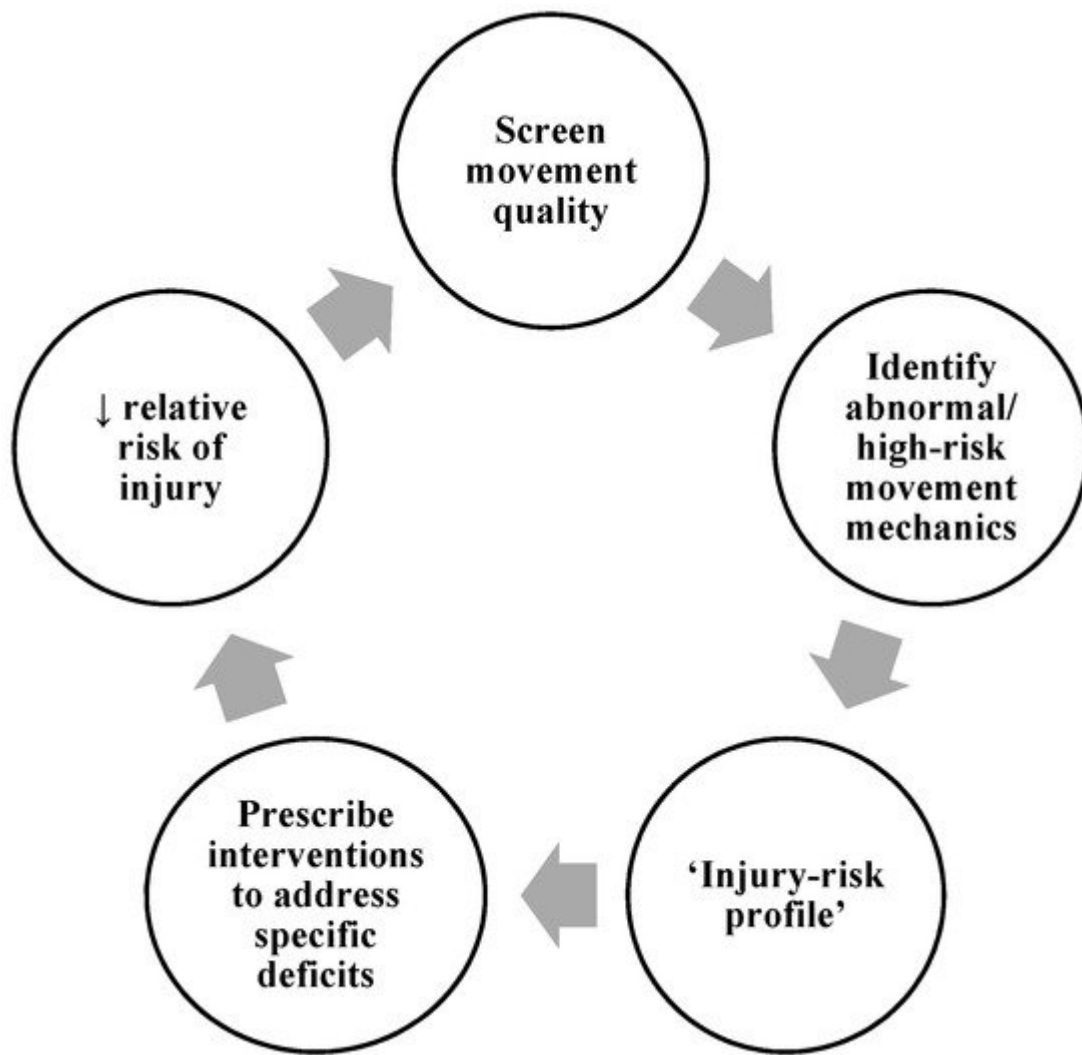 Screen
movement
quality
Identify
abnormal/
high-risk
movement
mechanics
‘Injury-risk
profile’
Prescribe
interventions
to address
specific
deficits
↓ relative
risk of
injury